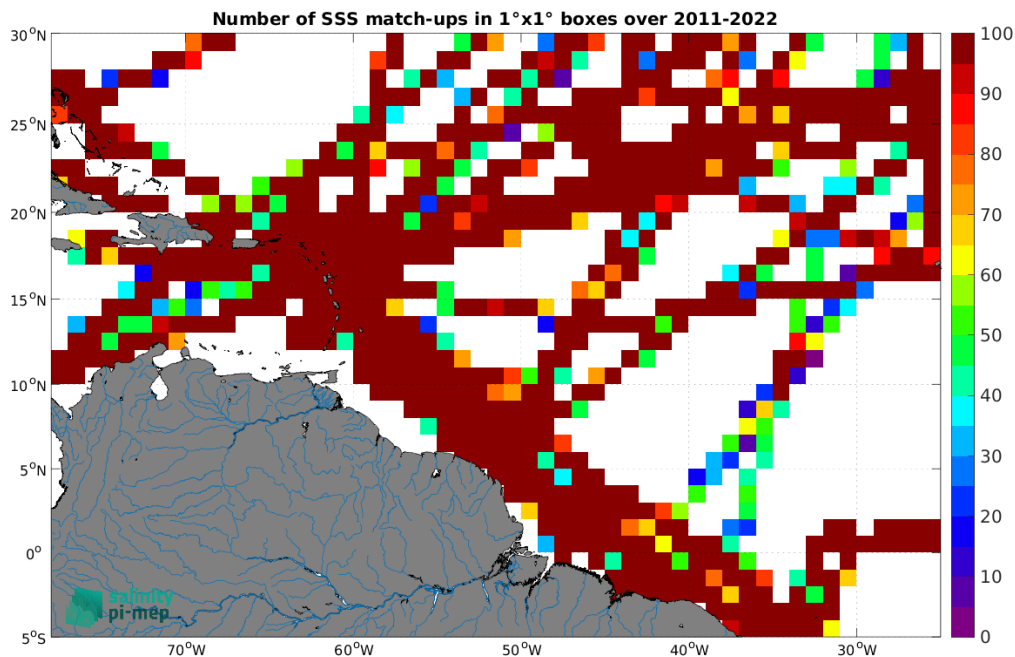 Number of SSS match-ups in 1°x1° boxes over 2011-2022
30°N
25°N
20°N
15°N
10°N
5°N
0°
5°S
70°W
60°W
50°W
40°W
30°W
100
90
80
70
60
50
40
30
20
10
0
salinity
pi-mep